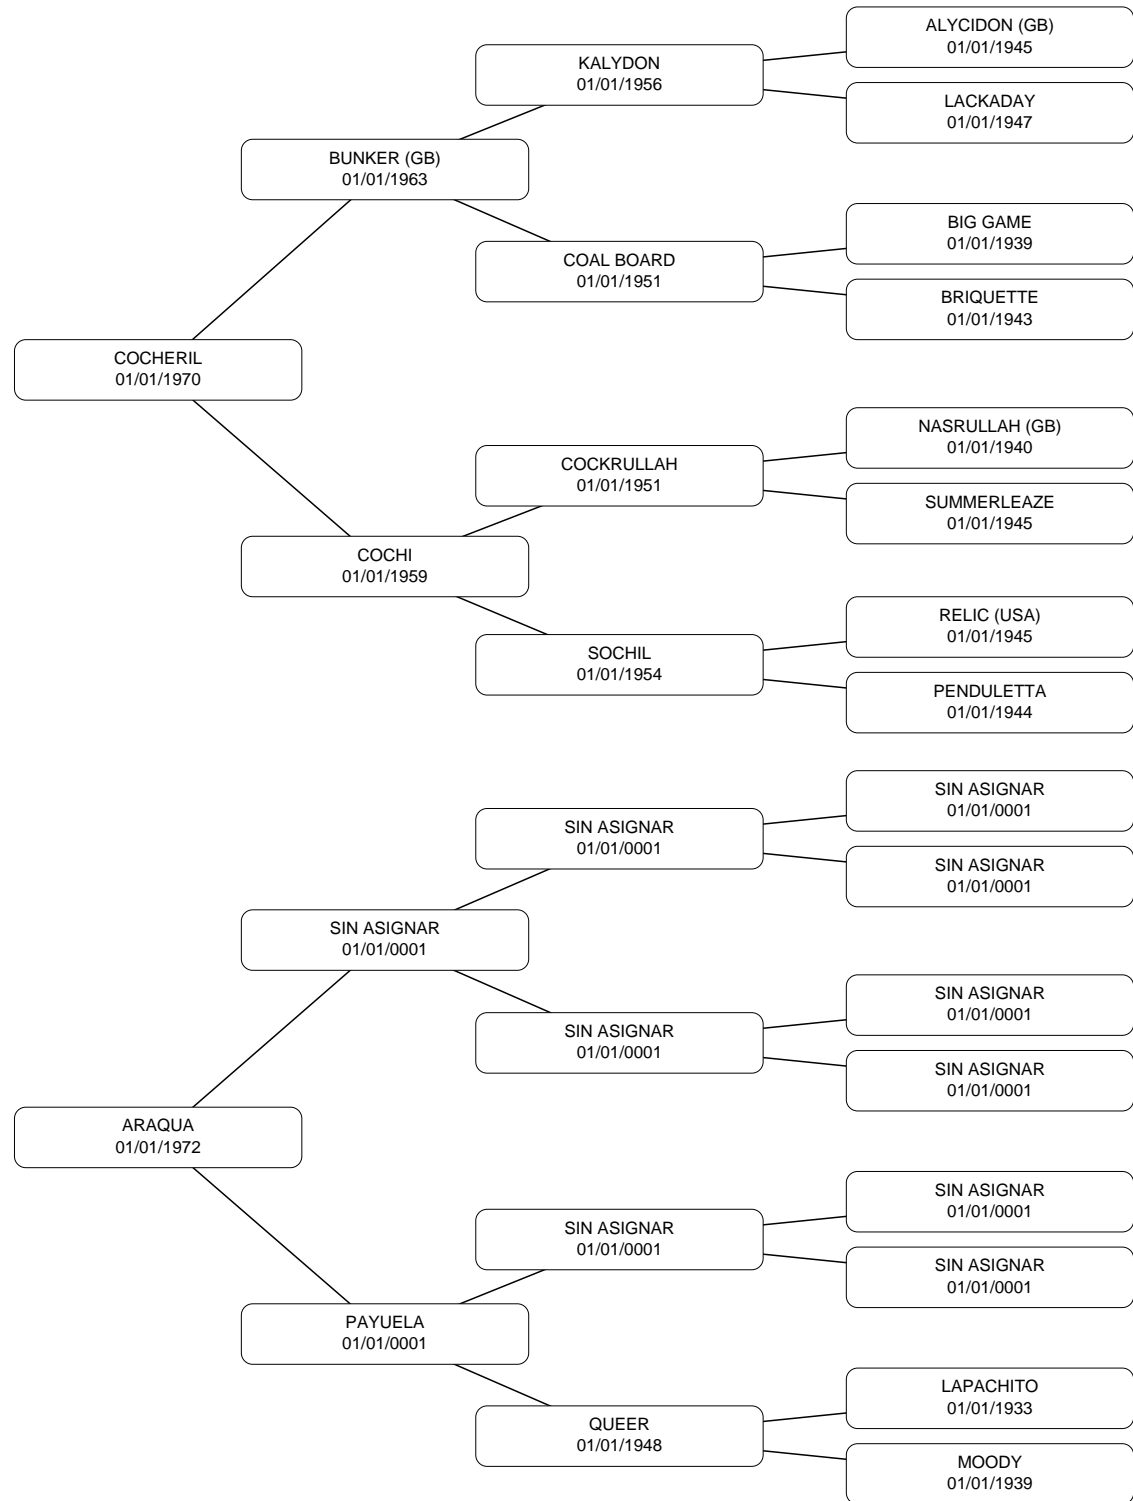 ALYCIDON (GB)
01/01/1945
KALYDON
01/01/1956
LACKADAY
01/01/1947
BUNKER (GB)
01/01/1963
BIG GAME
01/01/1939
COAL BOARD
01/01/1951
BRIQUETTE
01/01/1943
COCHERIL
01/01/1970
NASRULLAH (GB)
01/01/1940
COCKRULLAH
01/01/1951
SUMMERLEAZE
01/01/1945
COCHI
01/01/1959
RELIC (USA)
01/01/1945
SOCHIL
01/01/1954
PENDULETTA
01/01/1944
SIN ASIGNAR
01/01/0001
SIN ASIGNAR
01/01/0001
SIN ASIGNAR
01/01/0001
SIN ASIGNAR
01/01/0001
SIN ASIGNAR
01/01/0001
SIN ASIGNAR
01/01/0001
SIN ASIGNAR
01/01/0001
ARAQUA
01/01/1972
SIN ASIGNAR
01/01/0001
SIN ASIGNAR
01/01/0001
SIN ASIGNAR
01/01/0001
PAYUELA
01/01/0001
LAPACHITO
01/01/1933
QUEER
01/01/1948
MOODY
01/01/1939